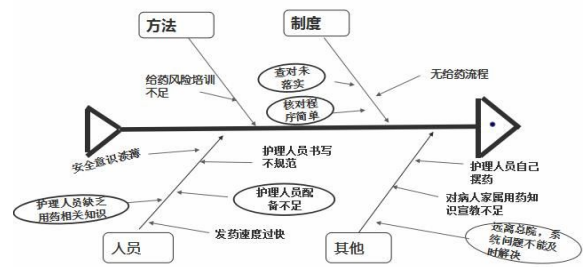 方法
制度
给药风险培训
不足
查对未
落实
无给药流程
核对程
序简单
安全意识淡薄
护理人员书写
不规范
护理人员自己
摆药
护理人员缺乏
用药相关知识
护理人员配
备不足
对病人家属用药知
识宣教不足
发药速度过快
远离总院，系
统问题不能及
时解决
人员
其他